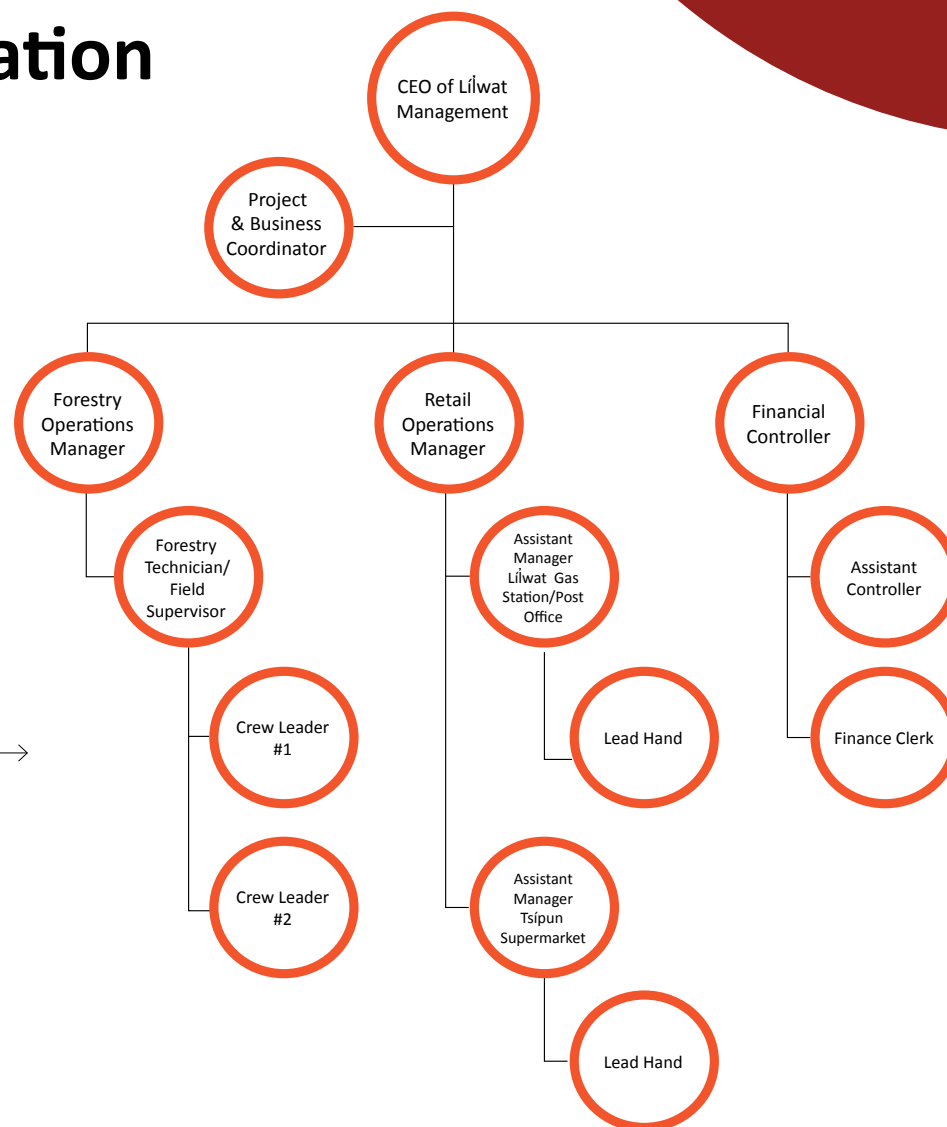 ation
CEO of Líl̓wat
Management
Project
& Business
Coordinator
Forestry
Operations
Manager
Retail
Operations
Manager
Financial
Controller
Forestry
Technician/
Field
Supervisor
Assistant
Manager
Líl̓wat Gas
Station/Post
Office
Assistant
Controller
Crew Leader
#1
Lead Hand
Finance Clerk
Crew Leader
#2
Assistant
Manager
Tsípun
Supermarket
Lead Hand